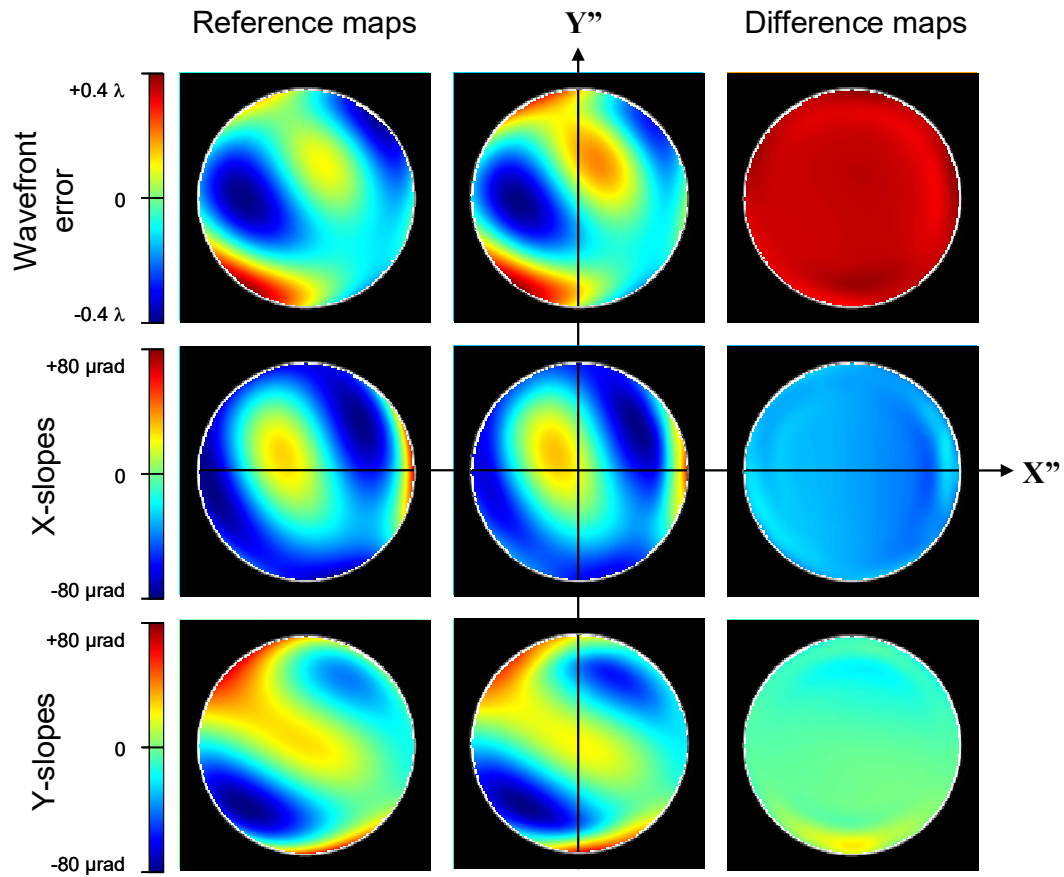 Reference maps
Y”
Difference maps
Wavefront
error
+0.4 λ
0
-0.4 λ
X-slopes
+80 μrad
0
-80 μrad
X”
Y-slopes
+80 μrad
0
-80 μrad